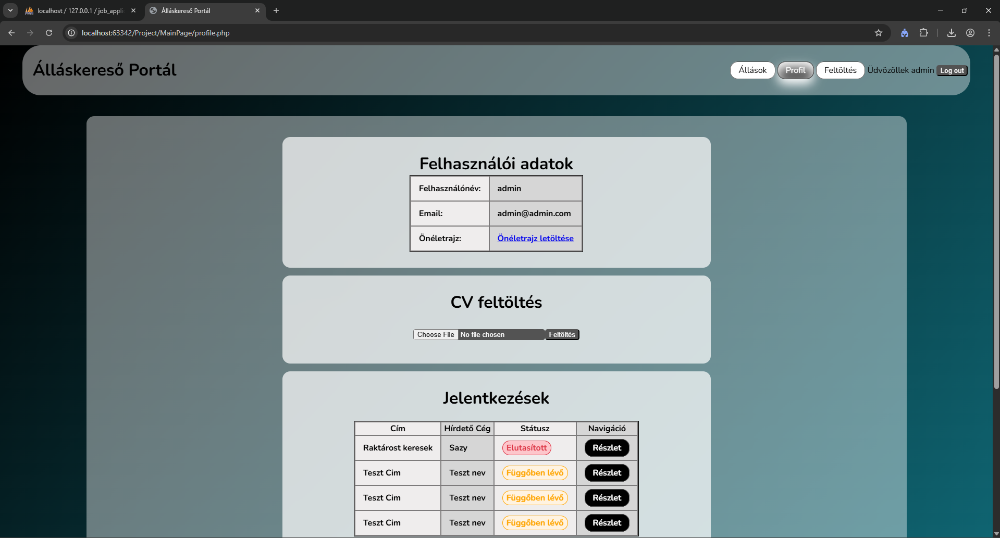 localhost / 127.0.0.1 / job_appli
Álláskereső Portál
localhost:63342/Project/MainPage/profile.php
Álláskereső Portál
Állások
Profil
Feltöltés
Üdvözöllek admin
Log out
Felhasználói adatok
Felhasználónév: admin
Email: admin@admin.com
Önéletrajz: Önéletrajz letöltése
CV feltöltés
Choose File No file chosen Feltöltés
Jelentkezések
Cím Hírdető Cég Státusz Navigáció
Raktárost keresek Sazy Elutasított Részlet
Teszt Cim Teszt nev Függőben lévő Részlet
Teszt Cim Teszt nev Függőben lévő Részlet
Teszt Cim Teszt nev Függőben lévő Részlet